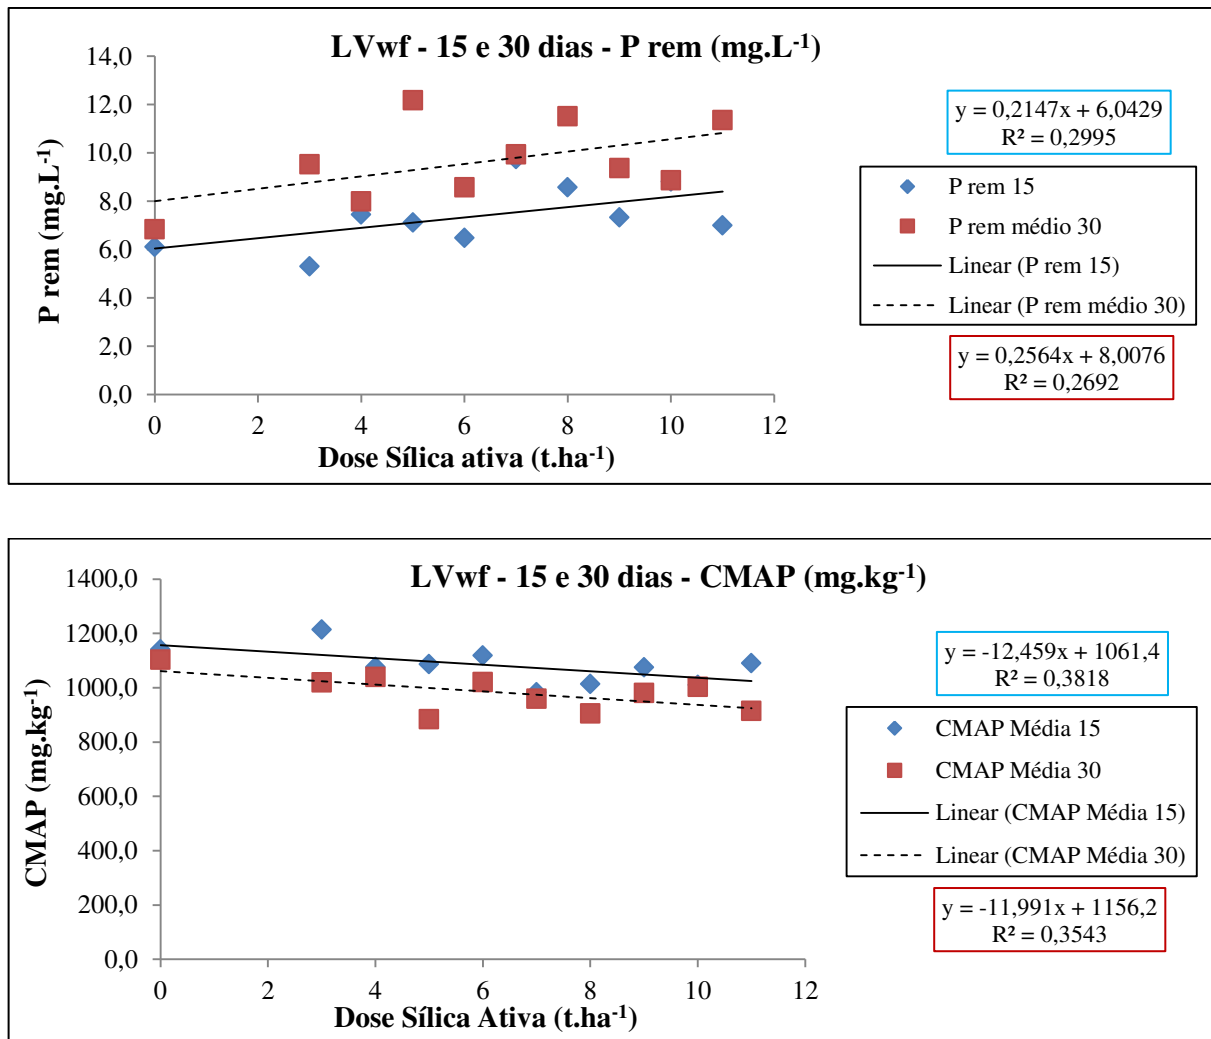 LVwf - 15 e 30 dias - P rem (mg.L⁻¹)
14,0
12,0
10,0
8,0
6,0
4,0
2,0
0,0
P rem (mg.L⁻¹)
0 2 4 6 8 10 12
Dose Sílica ativa (t.ha⁻¹)
y = 0,2147x + 6,0429
R² = 0,2995
P rem 15
P rem médio 30
Linear (P rem 15)
Linear (P rem médio 30)
y = 0,2564x + 8,0076
R² = 0,2692
LVwf - 15 e 30 dias - CMAP (mg.kg⁻¹)
1400,0
1200,0
1000,0
800,0
600,0
400,0
200,0
0,0
CMAP (mg.kg⁻¹)
0 2 4 6 8 10 12
Dose Sílica Ativa (t.ha⁻¹)
y = -12,459x + 1061,4
R² = 0,3818
CMAP Média 15
CMAP Média 30
Linear (CMAP Média 15)
Linear (CMAP Média 30)
y = -11,991x + 1156,2
R² = 0,3543